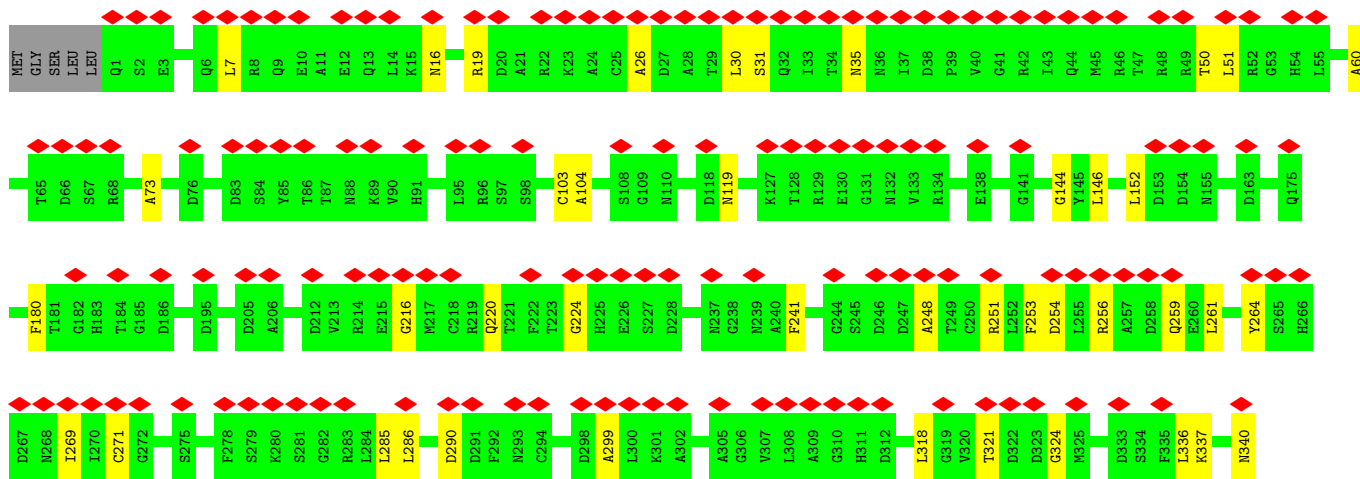 MET GLY SER LEU LEU Q1 S2 E3 Q6 L7 R8 Q9 E10 A11 E12 Q13 L14 K15 N16 R19 D20 A21 R22 K23 A24 C25 A26 D27 A28 T29 L30 S31 Q32 I33 T34 N35 N36 I37 D38 P39 V40 G41 R42 I43 Q44 M45 R46 T47 R48 R49 T50 L51 R52 G53 H54 L55 A60
T65 D66 S67 R68 A73 D76 D83 S84 Y85 T86 T87 N88 K89 V90 H91 L95 R96 S97 S98 C103 A104 S108 G109 N110 D118 N119 K127 T128 R129 E130 G131 N132 V133 R134 E138 G141 G144 Y145 L146 L152 D153 D154 N155 D163 Q175
F180 T181 G182 H183 T184 G185 D186 D195 D205 A206 D212 V213 R214 E215 G216 M217 C218 R219 Q220 T221 F222 T223 G224 H225 E226 S227 D228 N237 G238 N239 A240 F241 G244 S245 D246 D247 A248 T249 C250 R251 L252 F253 D254 L255 R256 A257 D258 Q259 E260 L261 Y264 S265 H266
D267 N268 I269 I270 C271 G272 S275 F278 S279 K280 S281 G282 R283 L284 L285 L286 D290 D291 F292 N293 C294 D298 A299 L300 K301 A302 A305 G306 V307 L308 A309 G310 H311 D312 L318 G319 V320 T321 D322 D323 G324 M325 D333 S334 F335 L336 K337 N340